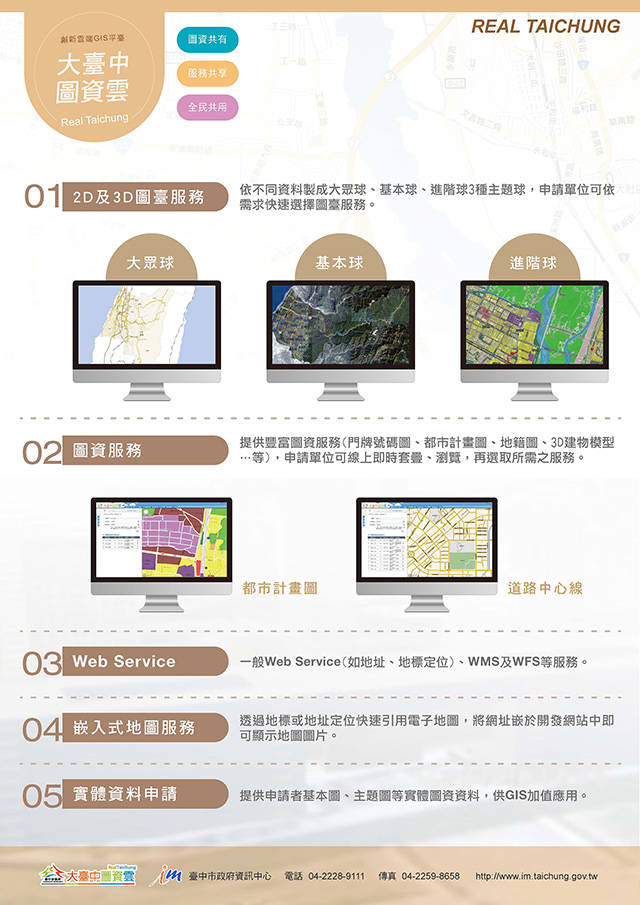 REAL TAICHUNG
創新雲端GIS平臺
大臺中
圖資雲
Real Taichung
圖資共有
服務共享
全民共用
01 2D及3D圖臺服務
依不同資料製成大眾球、基本球、進階球3種主題球，申請單位可依
需求快速選擇圖臺服務。
大眾球
基本球
進階球
02 圖資服務
提供豐富圖資服務(門牌號碼圖、都市計畫圖、地籍圖、3D建物模型
…等)，申請單位可線上即時套疊、瀏覽，再選取所需之服務。
都市計畫圖
道路中心線
03 Web Service
一般Web Service(如地址、地標定位)、WMS及WFS等服務。
04 嵌入式地圖服務
透過地標或地址定位快速引用電子地圖，將網址嵌於開發網站中即
可顯示地圖圖片。
05 實體資料申請
提供申請者基本圖、主題圖等實體圖資資料，供GIS加值應用。
RealTaichung
大臺中圖資雲
im 臺中市政府資訊中心 電話 04-2228-9111 傳真 04-2259-8658 http://www.im.taichung.gov.tw